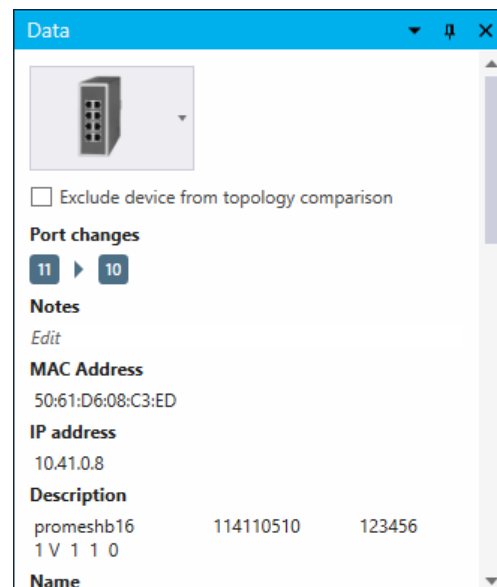 Data
Exclude device from topology comparison
Port changes
11 10
Notes
Edit
MAC Address
50:61:D6:08:C3:ED
IP address
10.41.0.8
Description
promeshb16 114110510 123456
1 V 1 1 0
Name